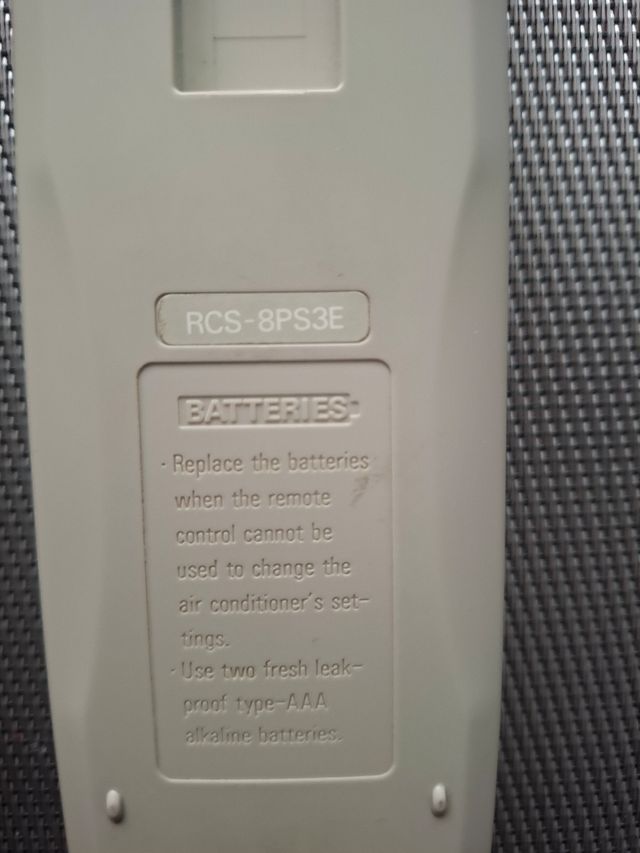 RCS-8PS3E
BATTERIES
· Replace the batteries
when the remote
control cannot be
used to change the
air conditioner's set-
tings.
· Use two fresh leak-
proof type-AAA
alkaline batteries.